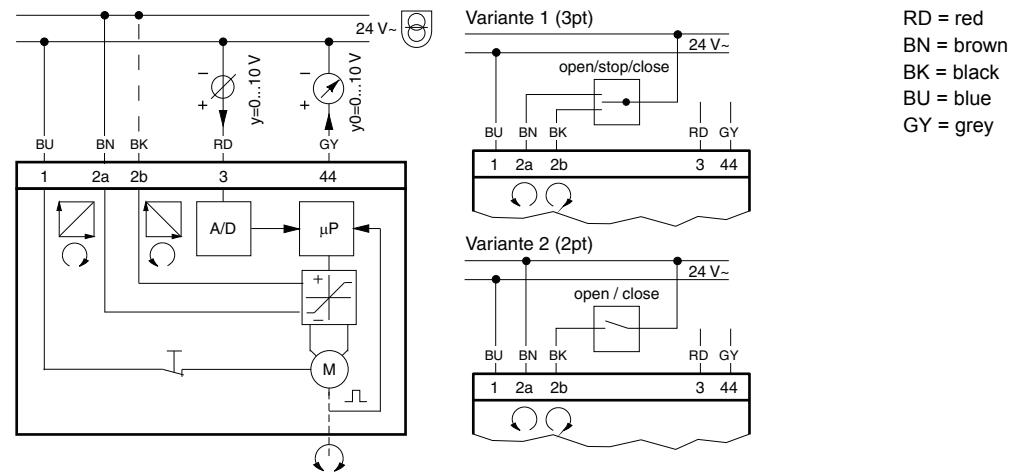 24 V~
y=0...10 V
y0=0...10 V
–
+
–
+
BU BN BK RD GY
1 2a 2b 3 44
A/D
µP
+
–
M
Variante 1 (3pt)
24 V~
open/stop/close
BU BN BK RD GY
1 2a 2b 3 44
Variante 2 (2pt)
24 V~
open / close
BU BN BK RD GY
1 2a 2b 3 44
RD = red
BN = brown
BK = black
BU = blue
GY = grey